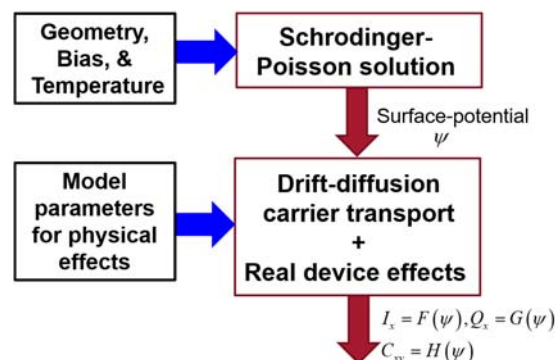 Geometry,
Bias, &
Temperature
Schrodinger-
Poisson solution
Surface-potential
ψ
Model
parameters
for physical
effects
Drift-diffusion
carrier transport
+
Real device effects
I_x = F(ψ), Q_x = G(ψ)
C_xy = H(ψ)